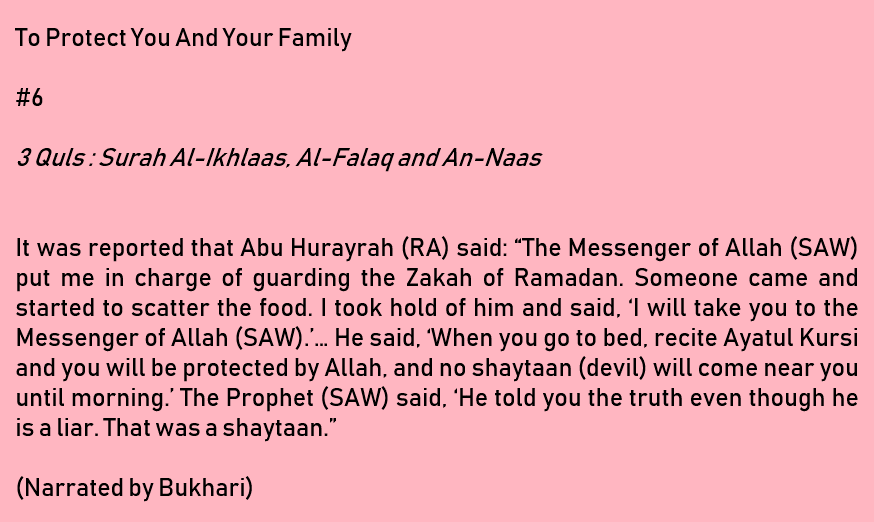 To Protect You And Your Family
#6
3 Quls : Surah Al-Ikhlaas, Al-Falaq and An-Naas
It was reported that Abu Hurayrah (RA) said: “The Messenger of Allah (SAW)
put me in charge of guarding the Zakah of Ramadan. Someone came and
started to scatter the food. I took hold of him and said, ‘I will take you to the
Messenger of Allah (SAW).’... He said, ‘When you go to bed, recite Ayatul Kursi
and you will be protected by Allah, and no shaytaan (devil) will come near you
until morning.’ The Prophet (SAW) said, ‘He told you the truth even though he
is a liar. That was a shaytaan.”
(Narrated by Bukhari)